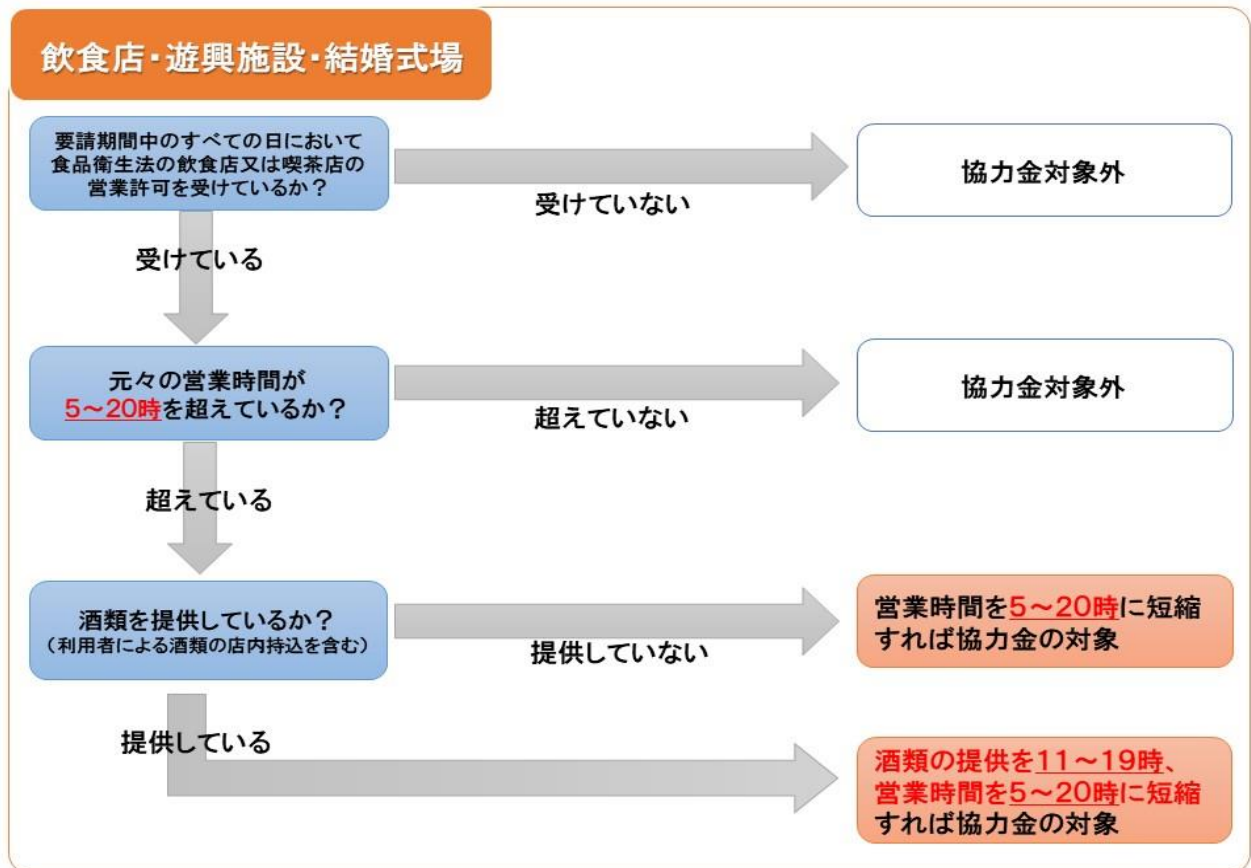 飲食店・遊興施設・結婚式場
要請期間中のすべての日において
食品衛生法の飲食店又は喫茶店の
営業許可を受けているか？
受けていない
協力金対象外
受けている
元々の営業時間が
5～20時を超えているか？
超えていない
協力金対象外
超えている
酒類を提供しているか？
（利用者による酒類の店内持込を含む）
提供していない
営業時間を5～20時に短縮
すれば協力金の対象
提供している
酒類の提供を11～19時、
営業時間を5～20時に短縮
すれば協力金の対象